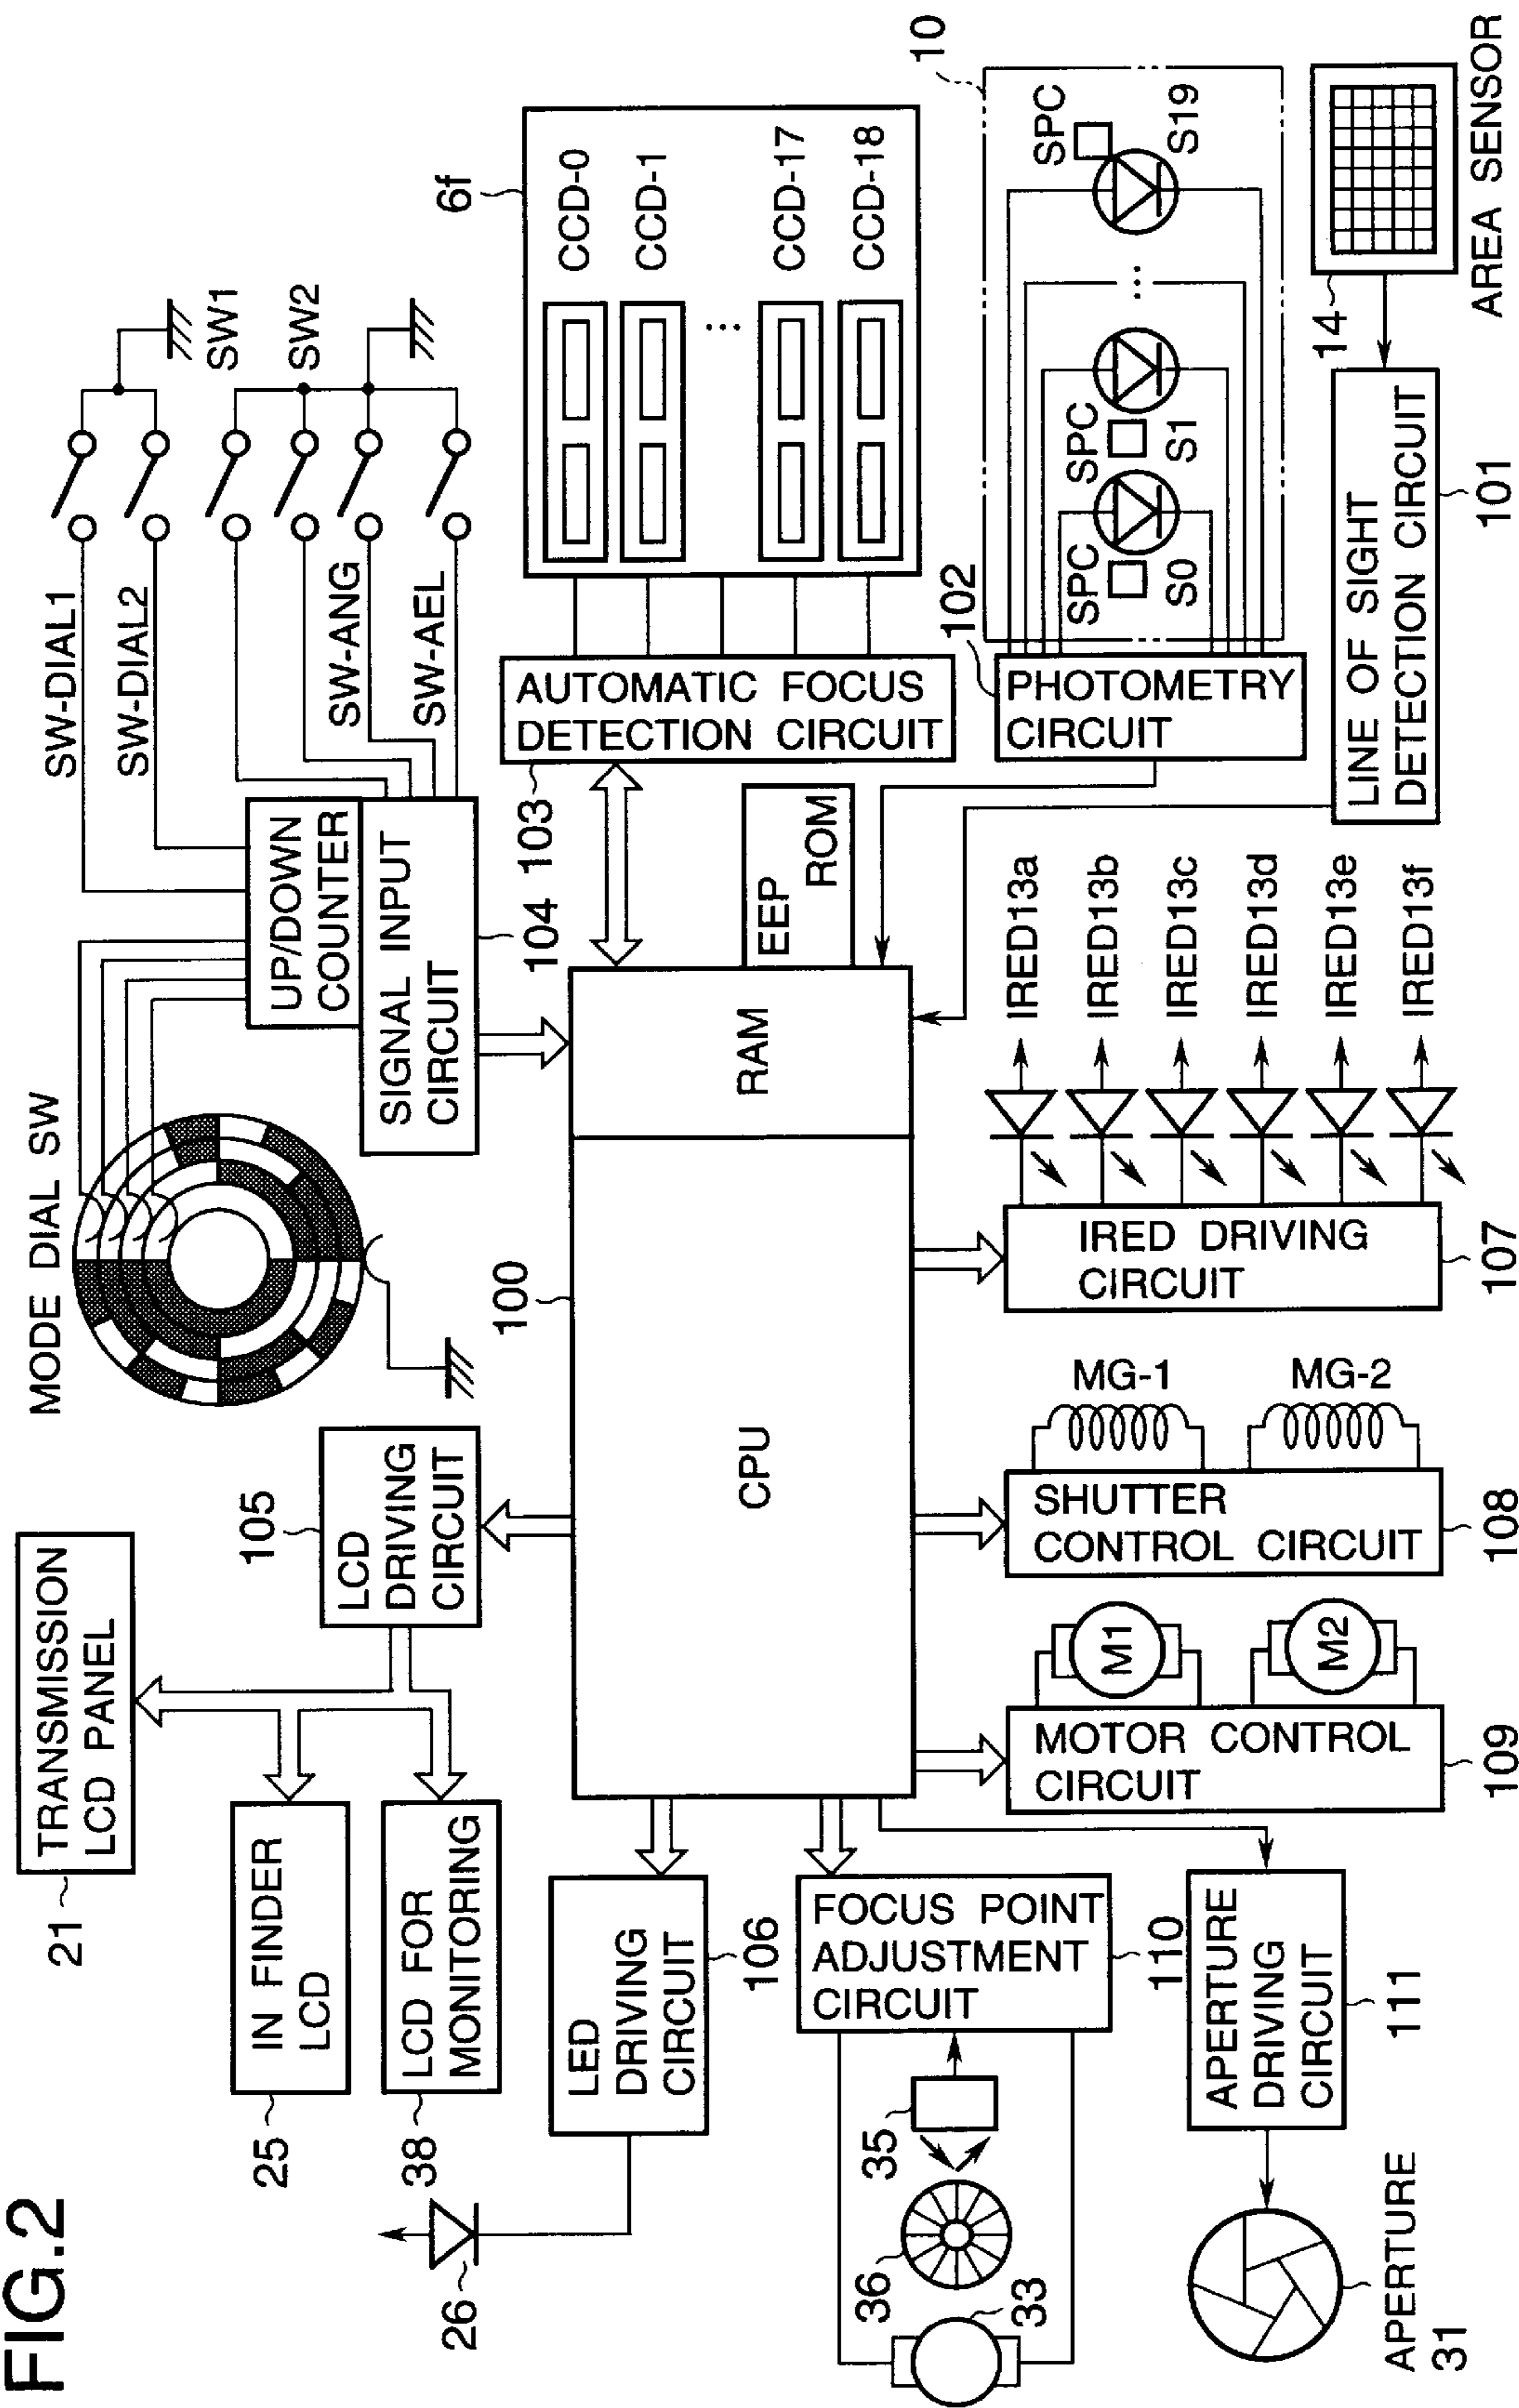 FIG.2
TRANSMISSION
LCD PANEL
21
IN FINDER
LCD
25
LCD FOR
MONITORING
38
26
105
LCD
DRIVING
CIRCUIT
LED
DRIVING
CIRCUIT
106
MODE DIAL SW
UP/DOWN
COUNTER
SIGNAL INPUT
CIRCUIT
104
SW-DIAL1
SW-DIAL2
SW1
SW2
SW-ANG
SW-AEL
6f
CCD-0
CCD-1
...
CCD-17
CCD-18
AUTOMATIC FOCUS
DETECTION CIRCUIT
103
100
CPU
RAM
EEP
ROM
102
PHOTOMETRY
CIRCUIT
10
SPC
S0
SPC
S1
...
SPC
S19
14
AREA SENSOR
LINE OF SIGHT
DETECTION CIRCUIT
101
FOCUS POINT
ADJUSTMENT
CIRCUIT
110
35
36
33
APERTURE
DRIVING
CIRCUIT
111
APERTURE
31
MOTOR CONTROL
CIRCUIT
109
M1
M2
SHUTTER
CONTROL CIRCUIT
108
MG-1
MG-2
IRED DRIVING
CIRCUIT
107
IRED13a
IRED13b
IRED13c
IRED13d
IRED13e
IRED13f